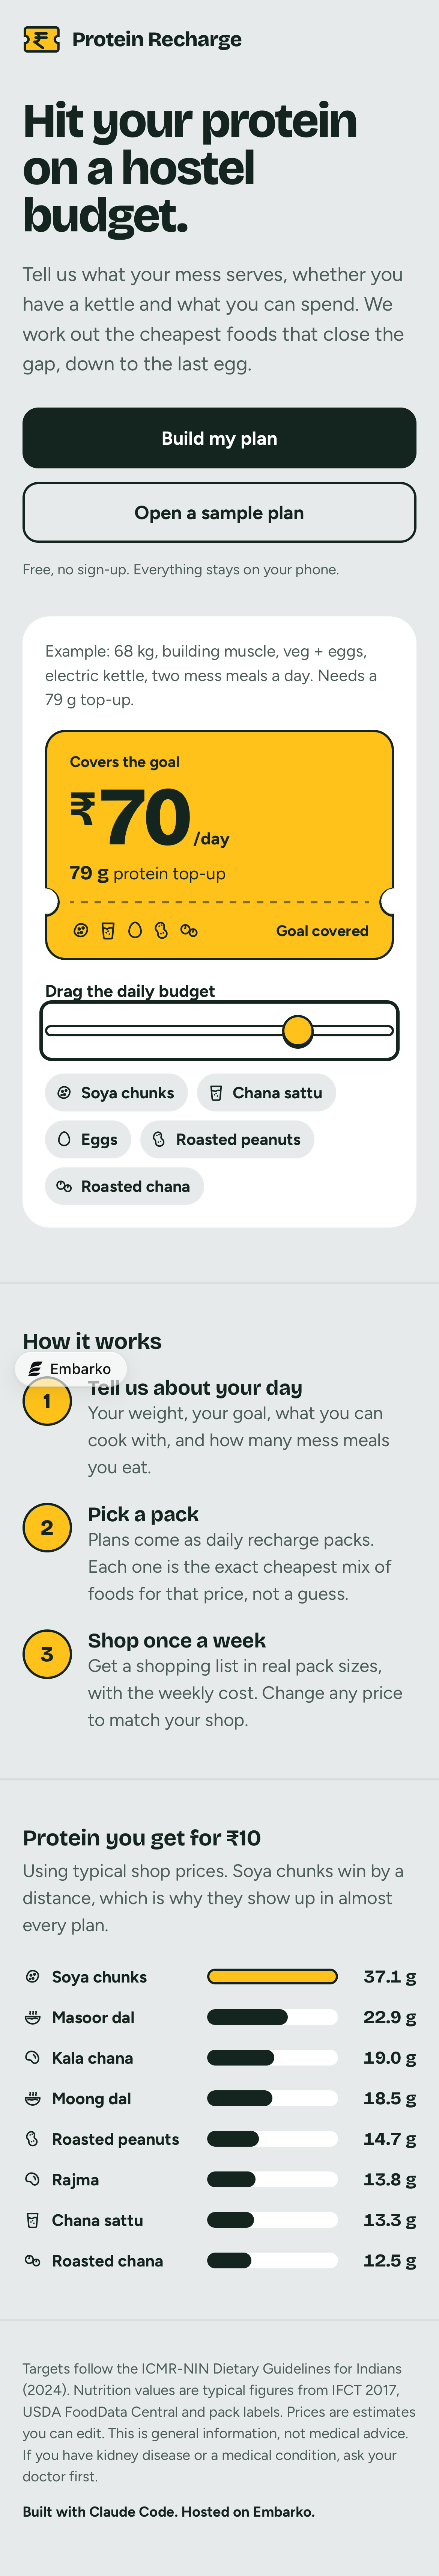 ₹ Protein Recharge
Hit your protein
on a hostel
budget.
Tell us what your mess serves, whether you
have a kettle and what you can spend. We
work out the cheapest foods that close the
gap, down to the last egg.
Build my plan
Open a sample plan
Free, no sign-up. Everything stays on your phone.
Example: 68 kg, building muscle, veg + eggs,
electric kettle, two mess meals a day. Needs a
79 g top-up.
Covers the goal
₹70/day
79 g protein top-up
Goal covered
Drag the daily budget
Soya chunks
Chana sattu
Eggs
Roasted peanuts
Roasted chana
How it works
Embarko
1
Tell us about your day
Your weight, your goal, what you can
cook with, and how many mess meals
you eat.
2
Pick a pack
Plans come as daily recharge packs.
Each one is the exact cheapest mix of
foods for that price, not a guess.
3
Shop once a week
Get a shopping list in real pack sizes,
with the weekly cost. Change any price
to match your shop.
Protein you get for ₹10
Using typical shop prices. Soya chunks win by a
distance, which is why they show up in almost
every plan.
Soya chunks 37.1 g
Masoor dal 22.9 g
Kala chana 19.0 g
Moong dal 18.5 g
Roasted peanuts 14.7 g
Rajma 13.8 g
Chana sattu 13.3 g
Roasted chana 12.5 g
Targets follow the ICMR-NIN Dietary Guidelines for Indians
(2024). Nutrition values are typical figures from IFCT 2017,
USDA FoodData Central and pack labels. Prices are estimates
you can edit. This is general information, not medical advice.
If you have kidney disease or a medical condition, ask your
doctor first.
Built with Claude Code. Hosted on Embarko.